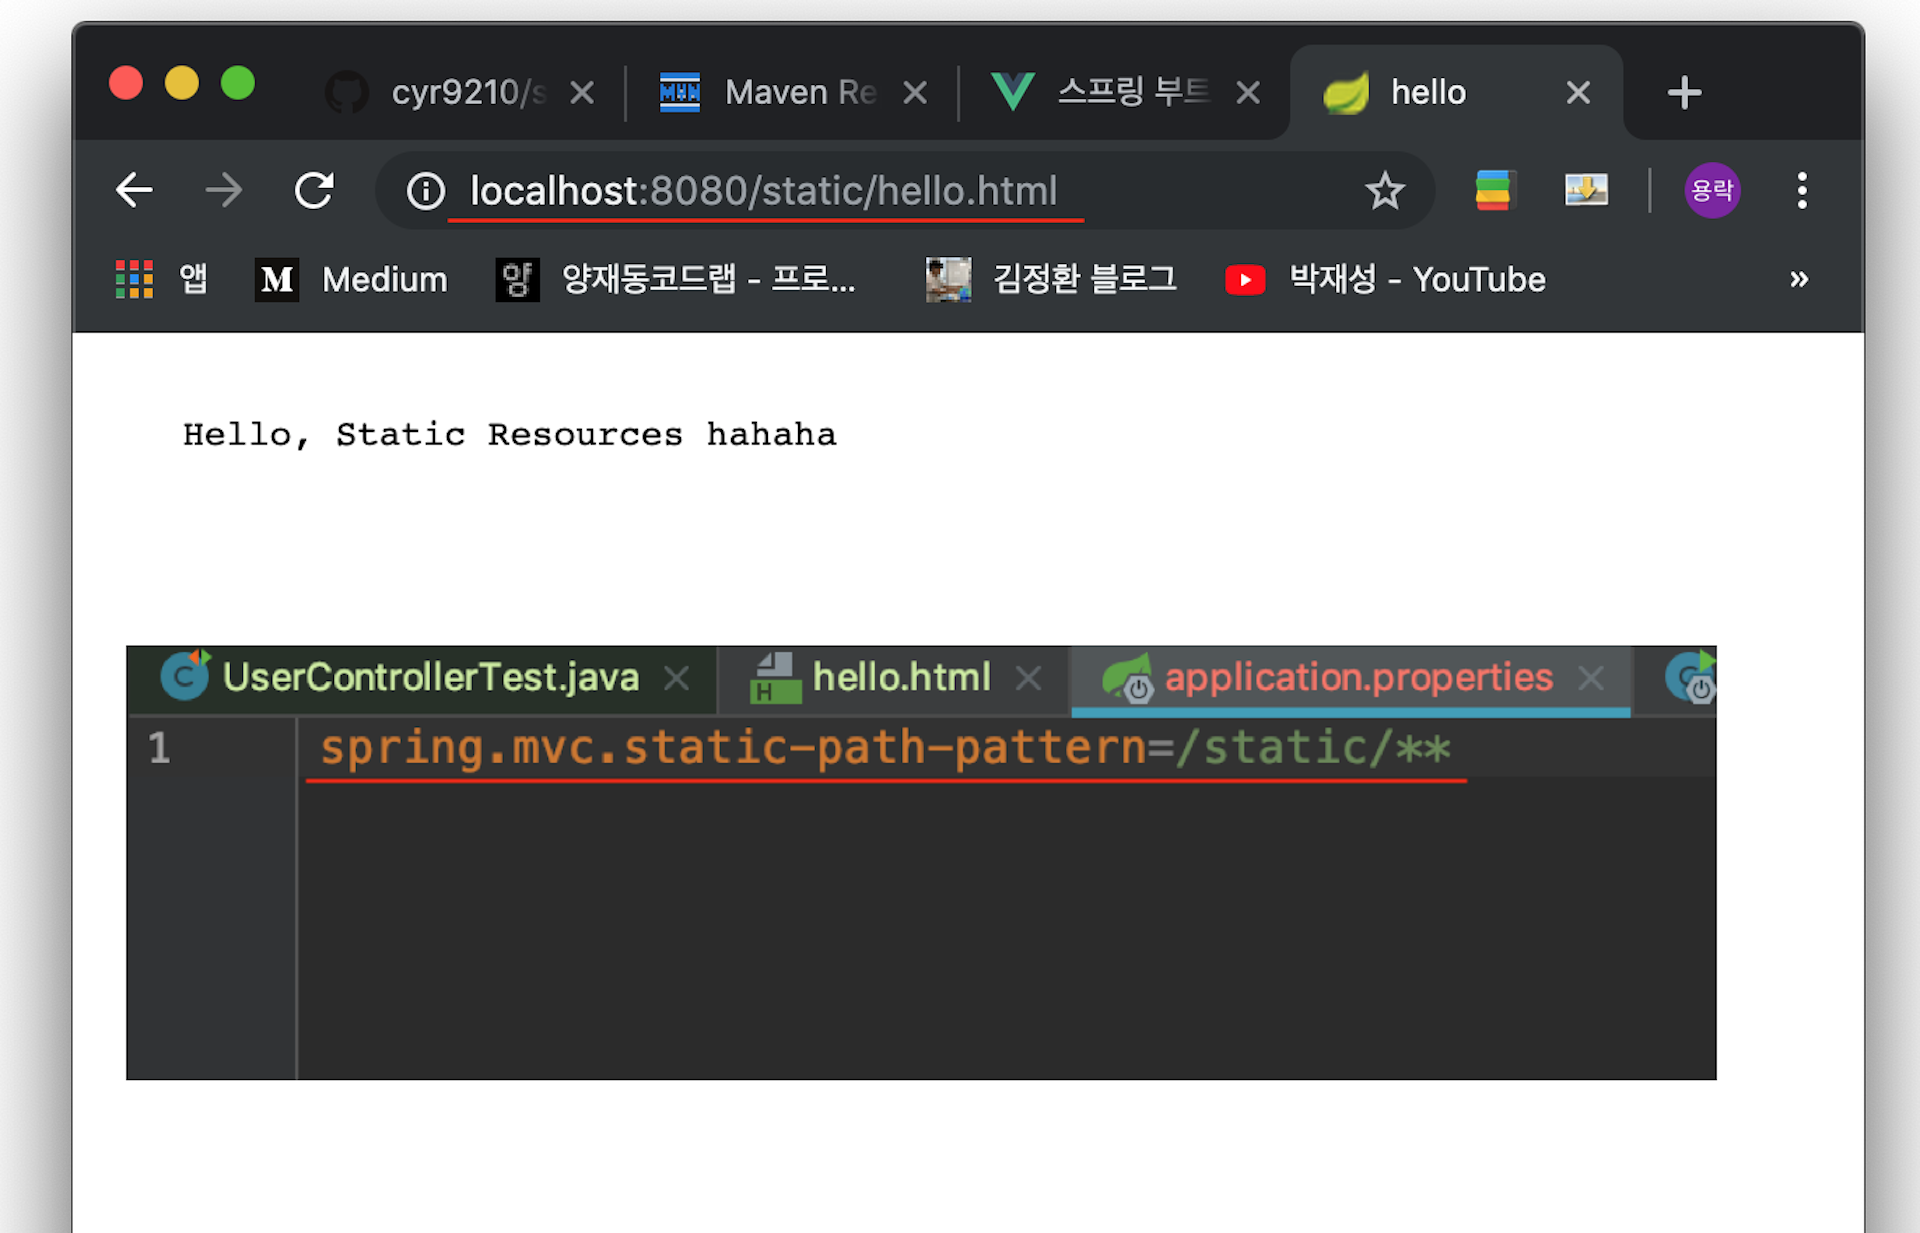 cyr9210/s
Maven Re
스프링 부트
hello
localhost:8080/static/hello.html
용락
앱
M Medium
양 양재동코드랩 - 프로...
김정환 블로그
박재성 - YouTube
»
Hello, Static Resources hahaha
UserControllerTest.java
hello.html
application.properties
1 spring.mvc.static-path-pattern=/static/**